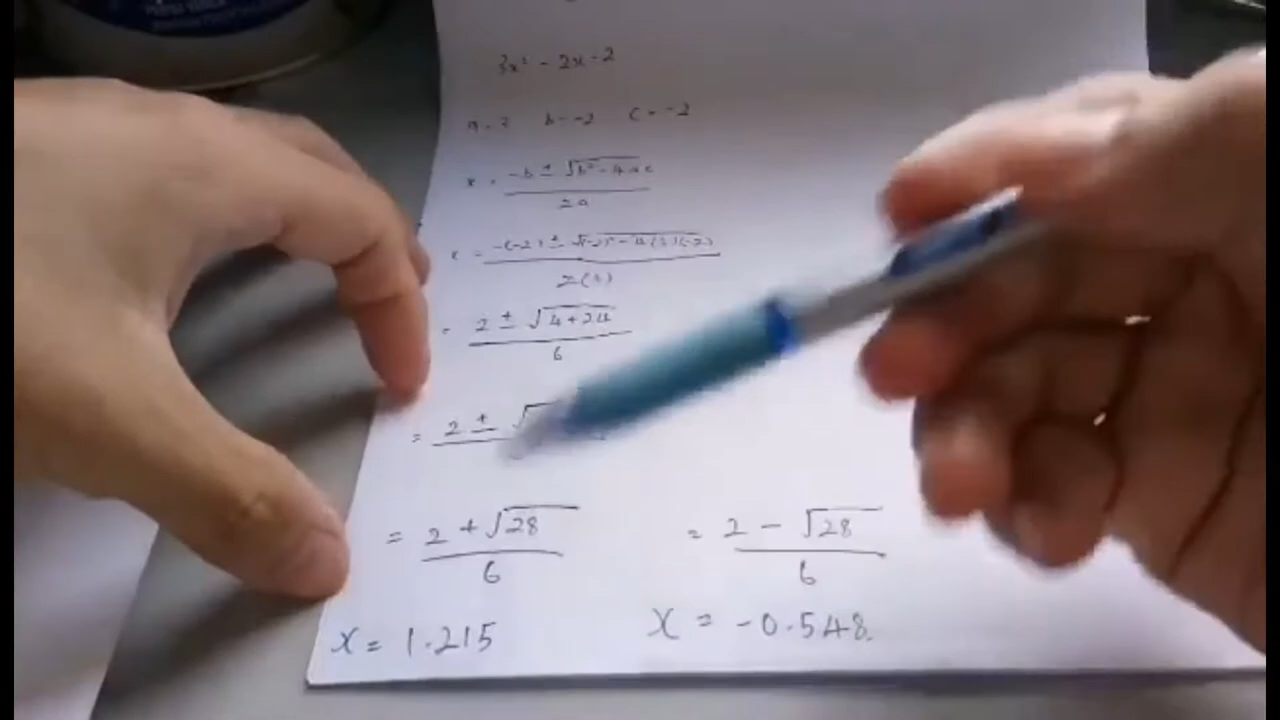 3x² - 2x - 2
a = 3 b = -2 c = -2
x = -b ± √b² - 4ac / 2a
x = -(-2) ± √(-2)² - 4(3)(-2) / 2(3)
= 2 ± √4+24 / 6
= 2 ± √
= 2 + √28 / 6 = 2 - √28 / 6
x = 1.215 x = -0.548